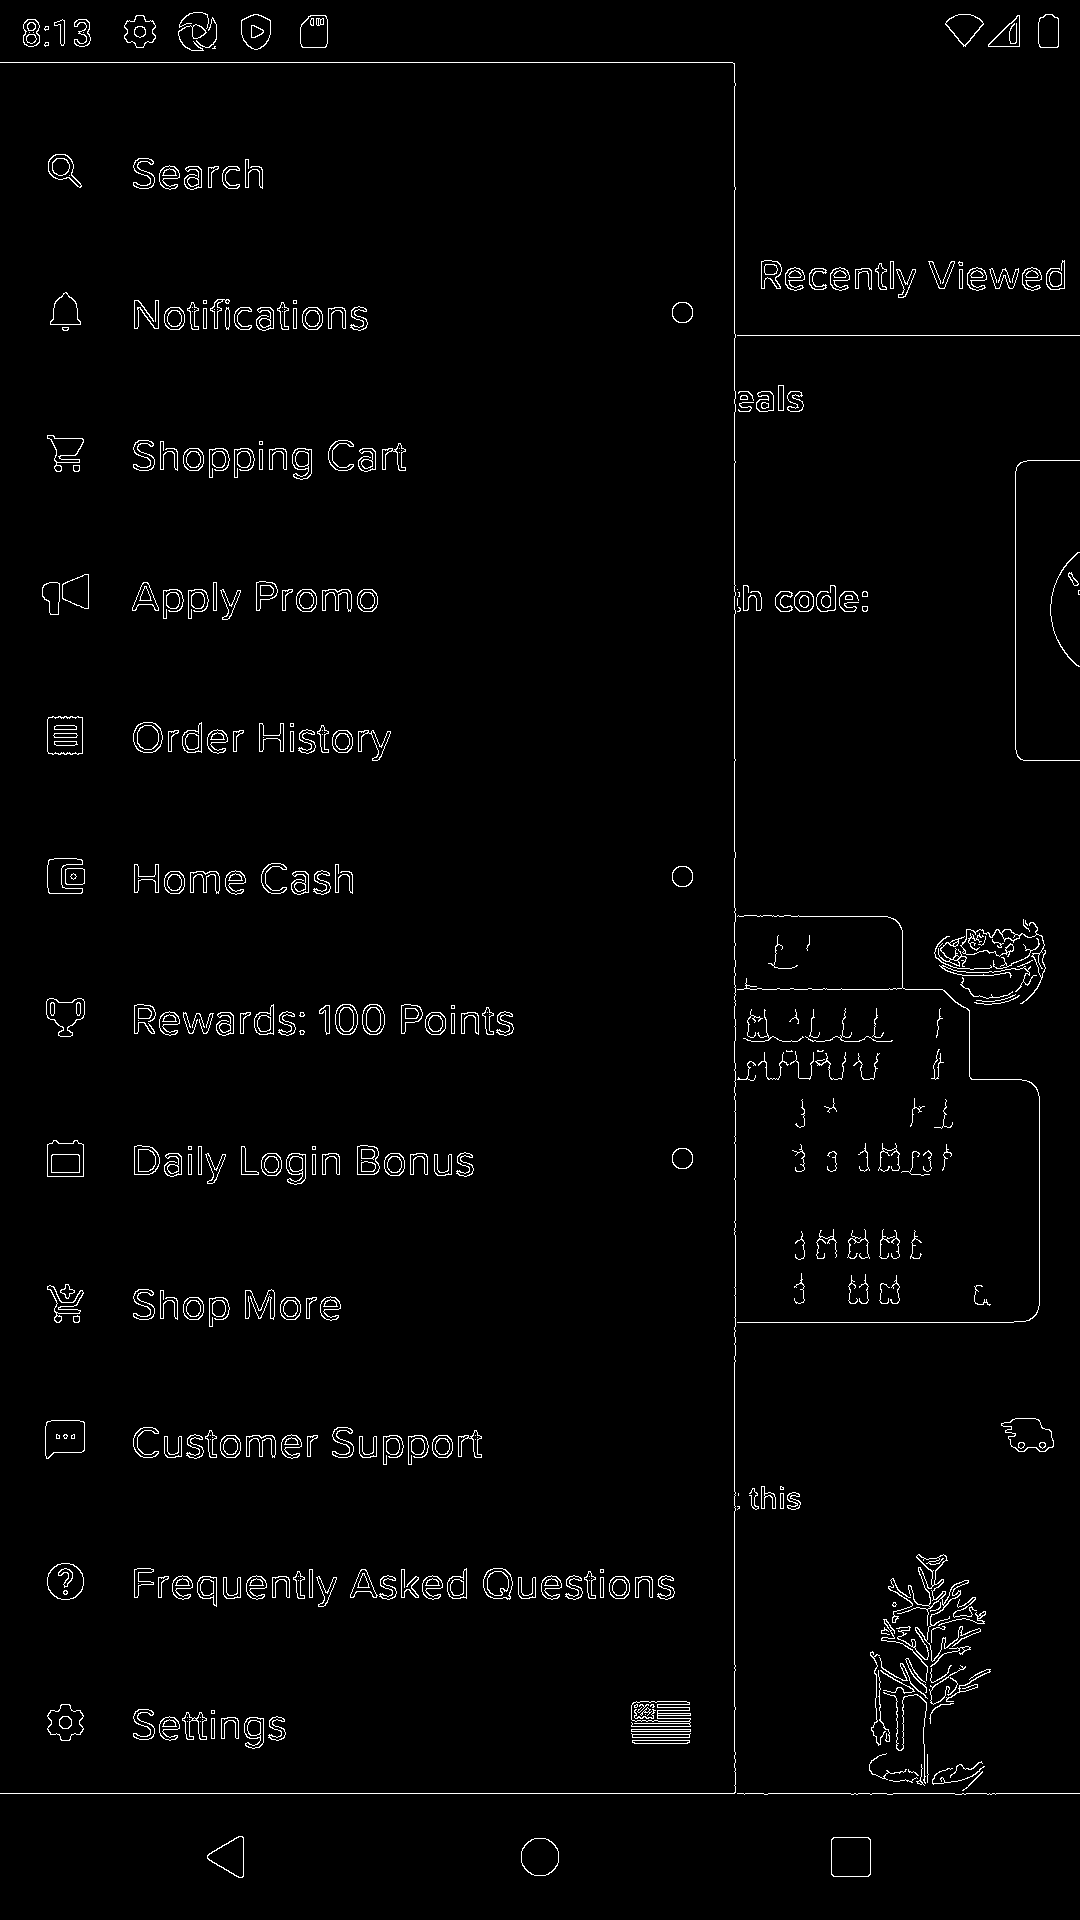 8:13
Search
Recently Viewed
Notifications
eals
Shopping Cart
Apply Promo
th code:
Order History
Home Cash
Rewards: 100 Points
Daily Login Bonus
Shop More
Customer Support
this
Frequently Asked Questions
Settings